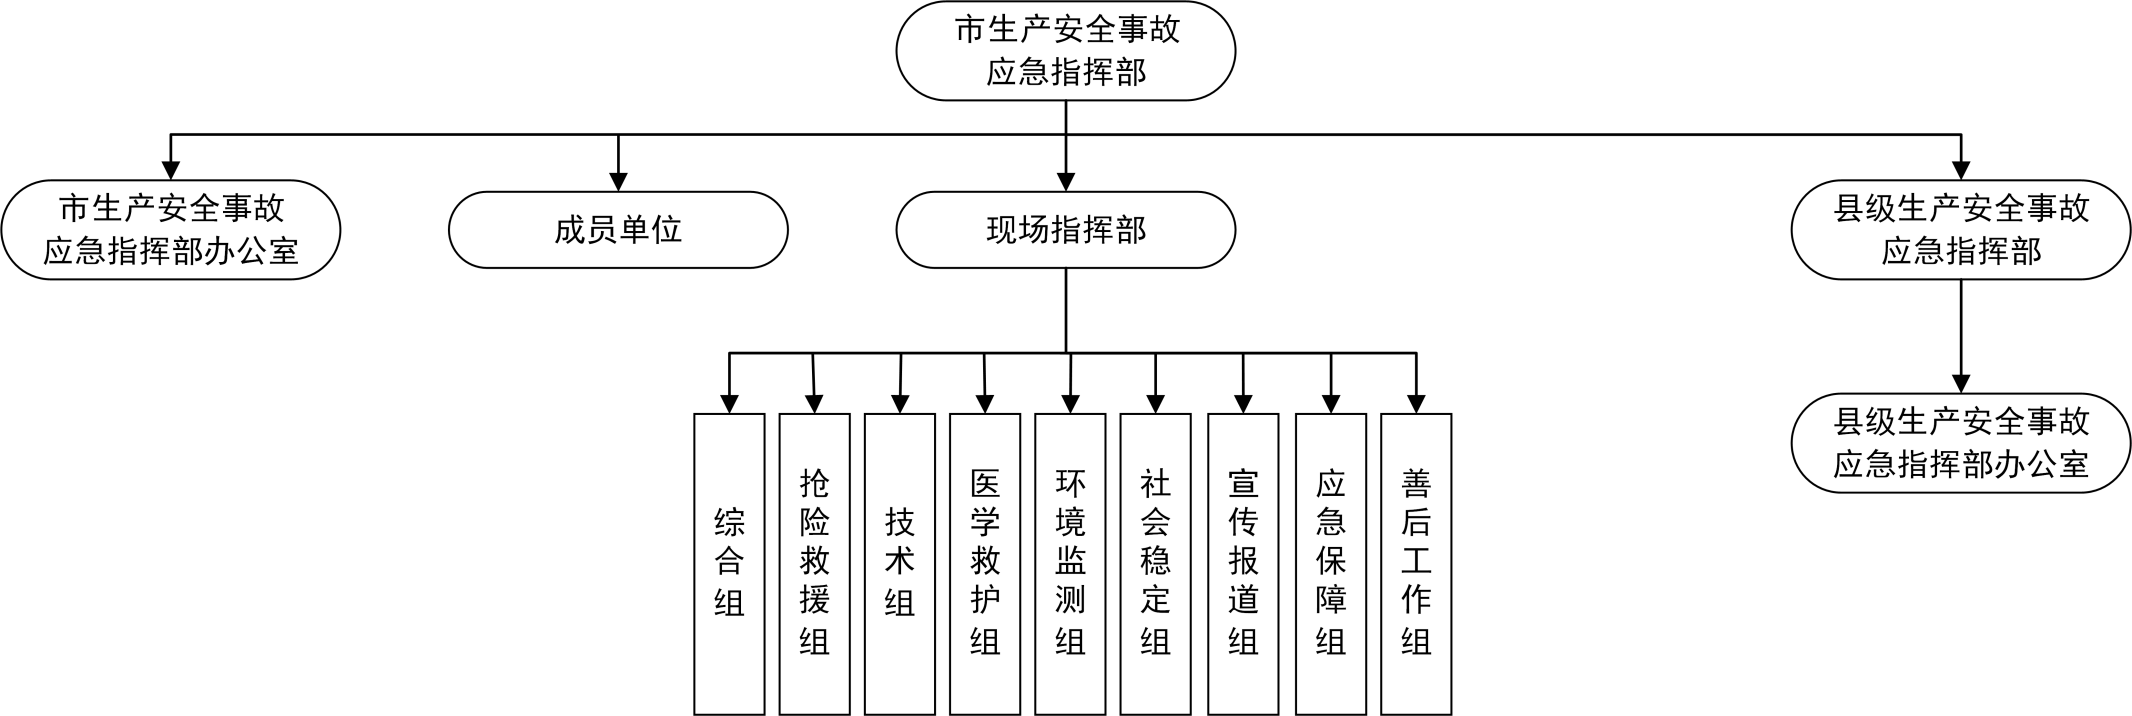 市生产安全事故
应急指挥部
市生产安全事故
应急指挥部办公室
成员单位
现场指挥部
县级生产安全事故
应急指挥部
县级生产安全事故
应急指挥部办公室
综合组
抢险救援组
技术组
医学救护组
环境监测组
社会稳定组
宣传报道组
应急保障组
善后工作组